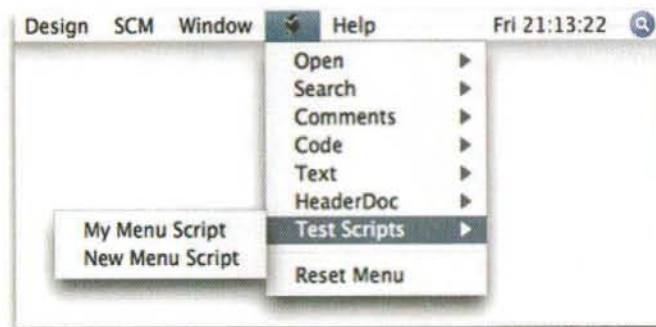 Design SCM Window Help Fri 21:13:22
Open
Search
Comments
Code
Text
HeaderDoc
Test Scripts
My Menu Script
New Menu Script
Reset Menu